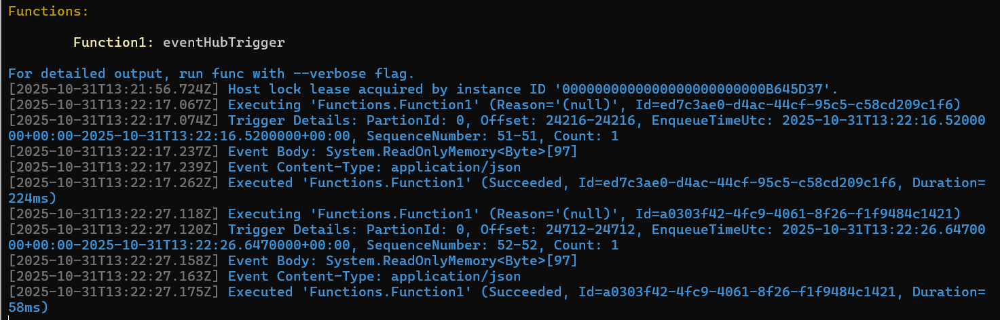 Functions:
Function1: eventHubTrigger
For detailed output, run func with --verbose flag.
[2025-10-31T13:21:56.724Z] Host lock lease acquired by instance ID '000000000000000000000000B645D37'.
[2025-10-31T13:22:17.067Z] Executing 'Functions.Function1' (Reason='(null)', Id=ed7c3ae0-d4ac-44cf-95c5-c58cd209c1f6)
[2025-10-31T13:22:17.074Z] Trigger Details: PartionId: 0, Offset: 24216-24216, EnqueueTimeUtc: 2025-10-31T13:22:16.52000
00+00:00-2025-10-31T13:22:16.5200000+00:00, SequenceNumber: 51-51, Count: 1
[2025-10-31T13:22:17.237Z] Event Body: System.ReadOnlyMemory<Byte>[97]
[2025-10-31T13:22:17.239Z] Event Content-Type: application/json
[2025-10-31T13:22:17.262Z] Executed 'Functions.Function1' (Succeeded, Id=ed7c3ae0-d4ac-44cf-95c5-c58cd209c1f6, Duration=
224ms)
[2025-10-31T13:22:27.118Z] Executing 'Functions.Function1' (Reason='(null)', Id=a0303f42-4fc9-4061-8f26-f1f9484c1421)
[2025-10-31T13:22:27.120Z] Trigger Details: PartionId: 0, Offset: 24712-24712, EnqueueTimeUtc: 2025-10-31T13:22:26.64700
00+00:00-2025-10-31T13:22:26.6470000+00:00, SequenceNumber: 52-52, Count: 1
[2025-10-31T13:22:27.158Z] Event Body: System.ReadOnlyMemory<Byte>[97]
[2025-10-31T13:22:27.163Z] Event Content-Type: application/json
[2025-10-31T13:22:27.175Z] Executed 'Functions.Function1' (Succeeded, Id=a0303f42-4fc9-4061-8f26-f1f9484c1421, Duration=
58ms)